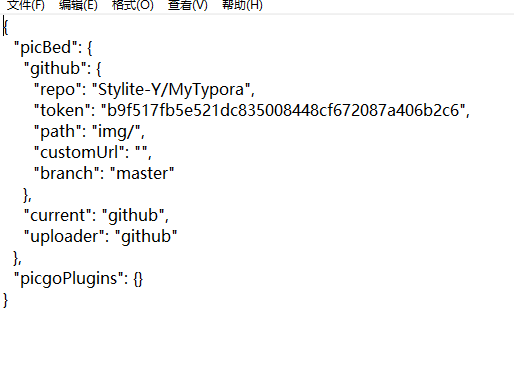 文件(F) 编辑(E) 格式(O) 查看(V) 帮助(H)
{
"picBed": {
"github": {
"repo": "Stylite-Y/MyTypora",
"token": "b9f517fb5e521dc835008448cf672087a406b2c6",
"path": "img/",
"customUrl": "",
"branch": "master"
},
"current": "github",
"uploader": "github"
},
"picgoPlugins": {}
}